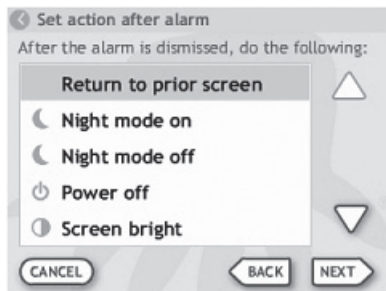 Set action after alarm
After the alarm is dismissed, do the following:
Return to prior screen
Night mode on
Night mode off
Power off
Screen bright
CANCEL BACK NEXT